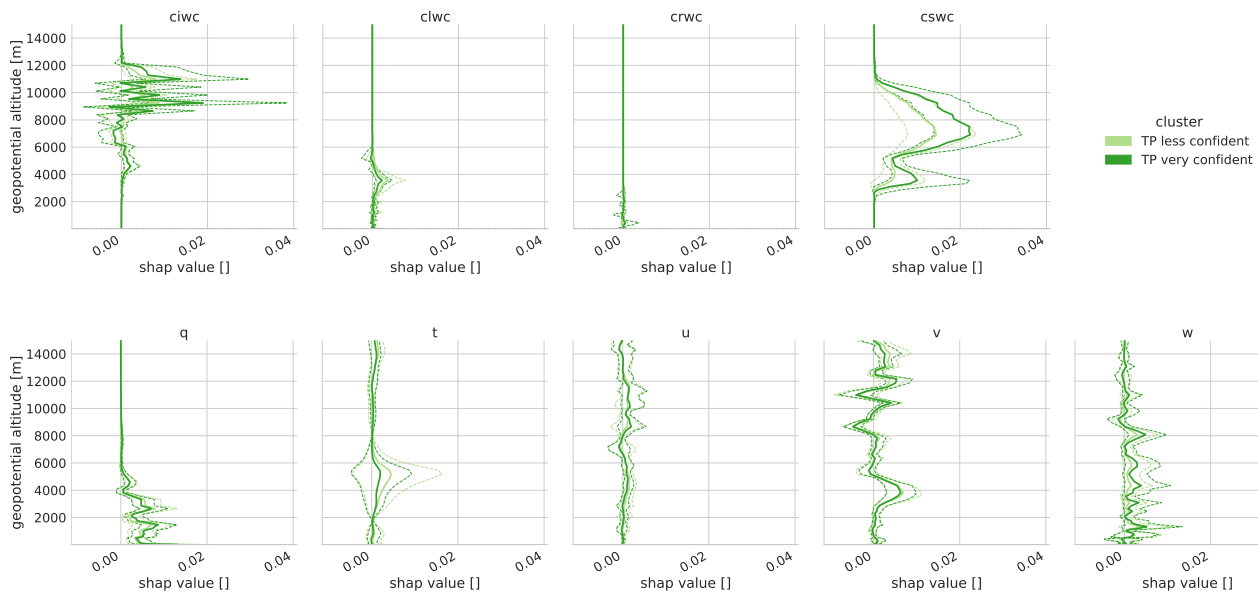 ciwc
clwc
crwc
cswc
geopotential altitude [m]
14000
12000
10000
8000
6000
4000
2000
0.00 0.02 0.04
0.00 0.02 0.04
0.00 0.02 0.04
0.00 0.02 0.04
shap value []
shap value []
shap value []
shap value []
cluster
TP less confident
TP very confident
q
t
u
v
w
geopotential altitude [m]
14000
12000
10000
8000
6000
4000
2000
0.00 0.02 0.04
0.00 0.02 0.04
0.00 0.02 0.04
0.00 0.02 0.04
0.00 0.02
shap value []
shap value []
shap value []
shap value []
shap value []